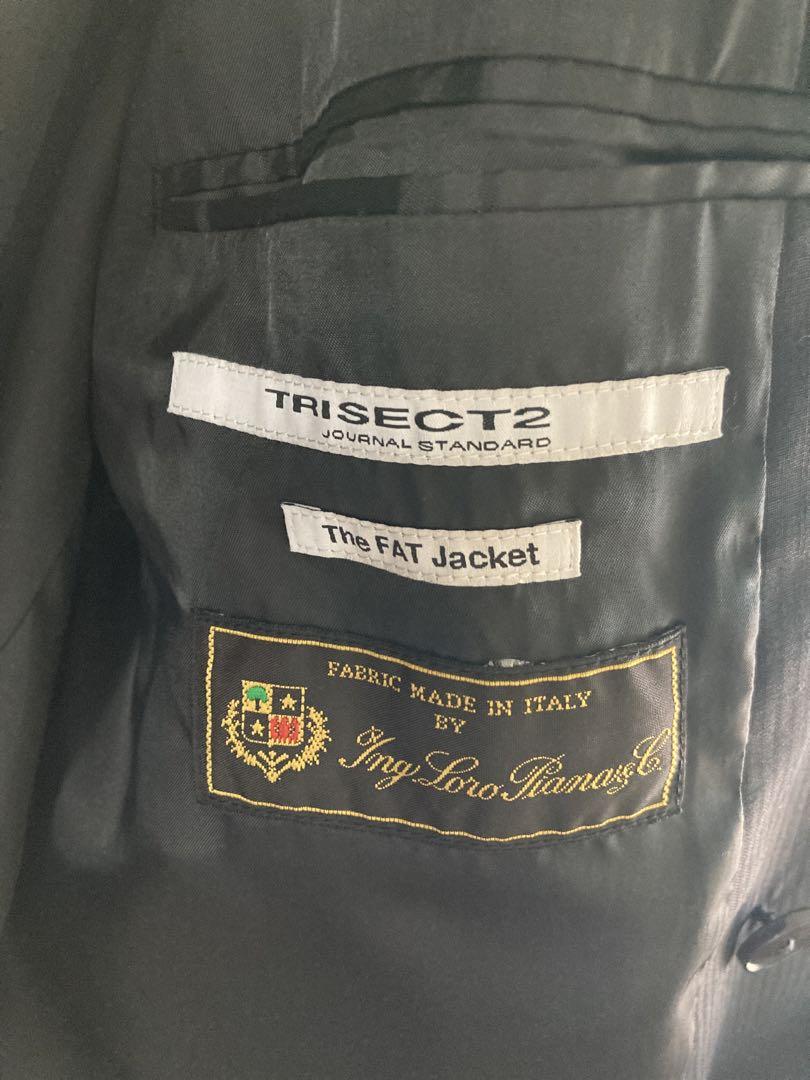 TRISECT2
JOURNAL STANDARD
The FAT Jacket
FABRIC MADE IN ITALY
BY
Ing Loro Piana & C.